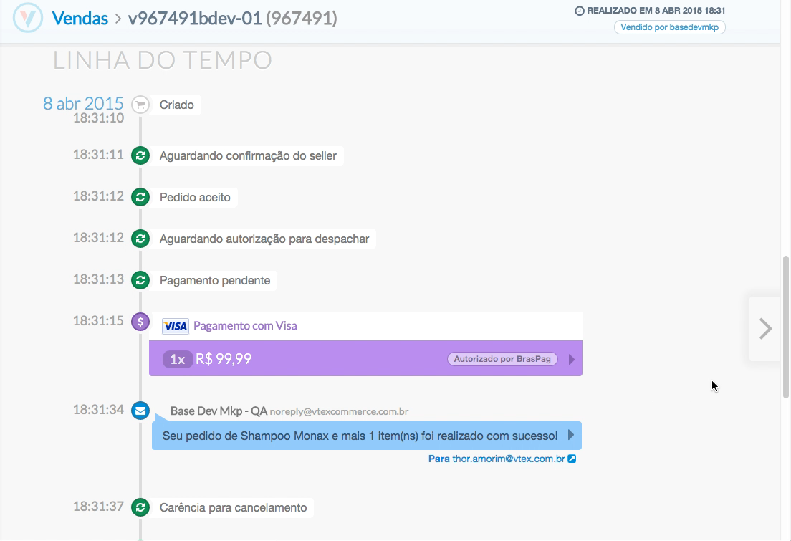 Vendas > v967491bdev-01 (967491)
REALIZADO EM 8 ABR 2015 18:31
Vendido por basedevmkp
LINHA DO TEMPO
8 abr 2015
18:31:10
Criado
18:31:11 Aguardando confirmação do seller
18:31:12 Pedido aceito
18:31:12 Aguardando autorização para despachar
18:31:13 Pagamento pendente
18:31:15 VISA Pagamento com Visa
1x R$ 99,99 Autorizado por BrasPag
18:31:34 Base Dev Mkp - QA noreply@vtexcommerce.com.br
Seu pedido de Shampoo Monax e mais 1 item(ns) foi realizado com sucesso!
Para thor.amorim@vtex.com.br
18:31:37 Carência para cancelamento